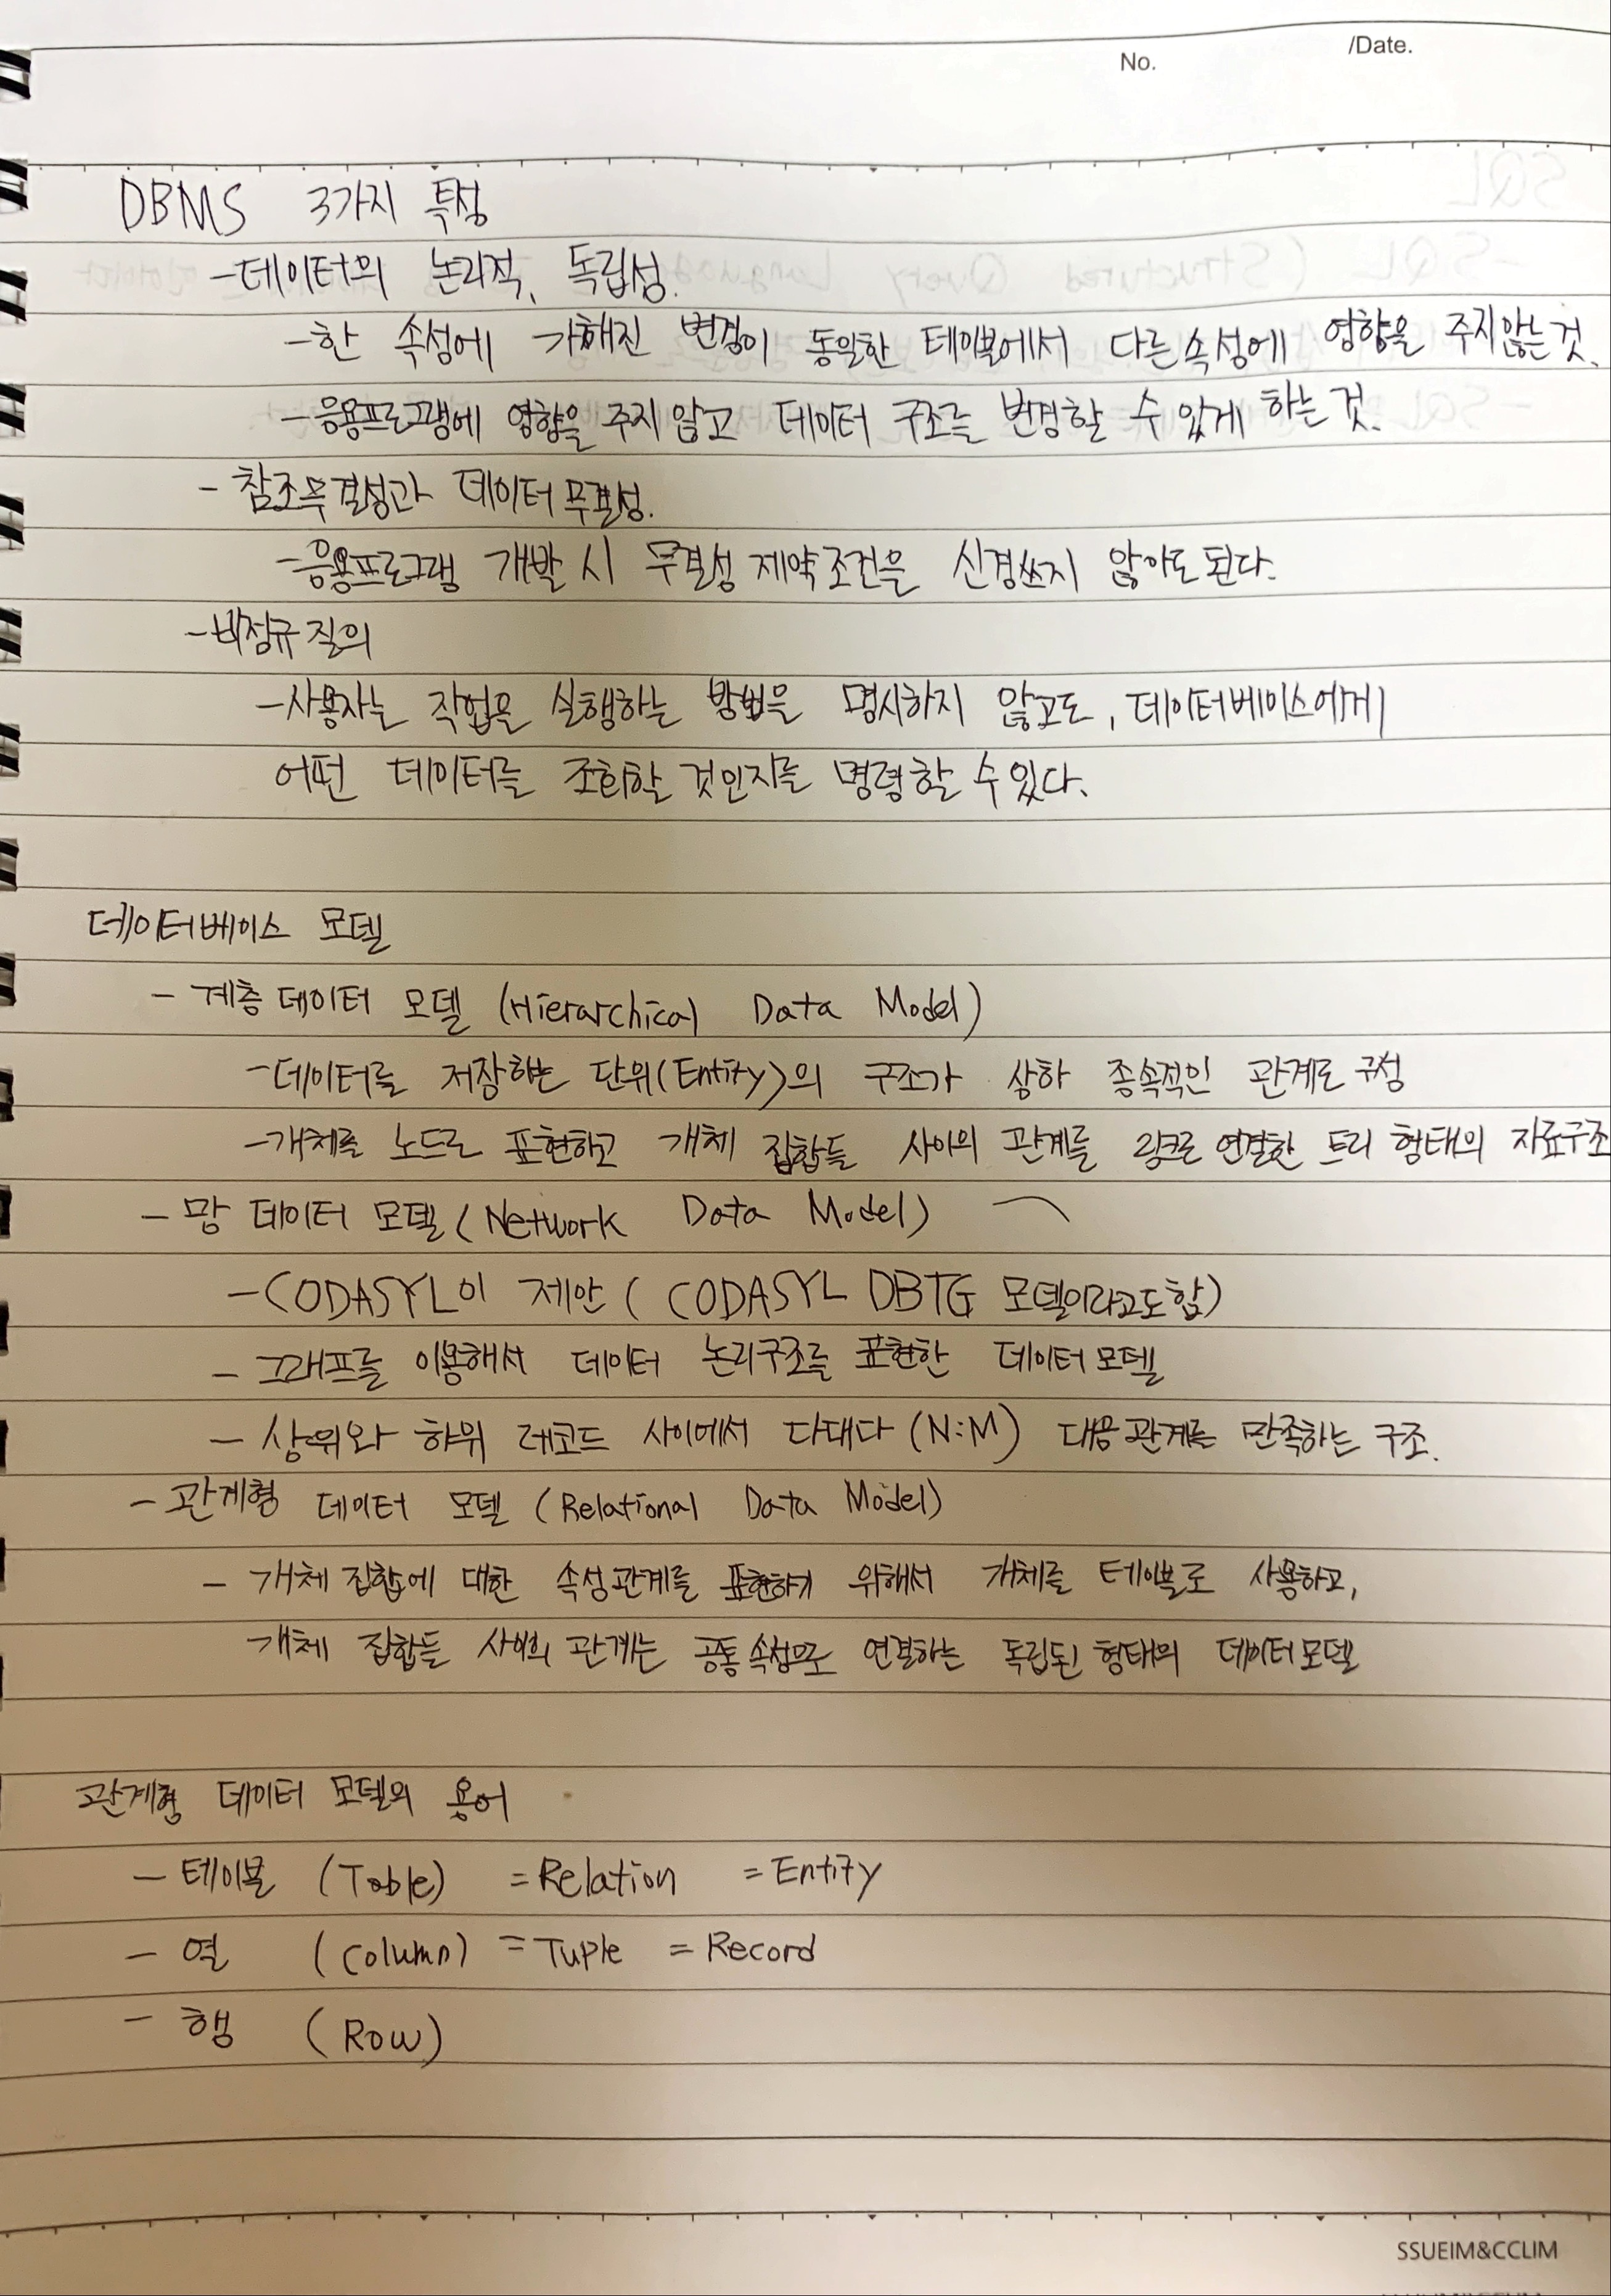 No.
/Date.
DBMS 3가지 특성
-데이터의 논리적, 독립성.
-한 속성에 가해진 변경이 동일한 테이블에서 다른속성에 영향을 주지않는것.
-응용프로그램에 영향을 주지 않고 데이터 구조를 변경할 수 있게 하는 것.
- 참조무결성과 데이터 무결성.
-응용프로그램 개발 시 무결성 제약조건을 신경쓰지 않아도된다.
-비정규질의
-사용자는 작업을 실행하는 방법을 명시하지 않고도, 데이터베이스에게
어떤 데이터를 조회할 것인지를 명령할 수 있다.
데이터베이스 모델
- 계층데이터 모델 (Hierarchical Data Model)
-데이터를 저장하는 단위(Entity)의 구조가 상하 종속적인 관계로 구성
-개체를 노드로 표현하고 개체 집합들 사이의 관계를 링크로 연결한 트리 형태의 자료구조
- 망 데이터 모델 (Network Data Model)
-CODASYL이 제안 ( CODASYL DBTG 모델이라고도함)
- 그래프를 이용해서 데이터 논리구조를 표현한 데이터모델
- 상위와 하위 레코드 사이에서 다대다 (N:M) 대응관계를 만족하는 구조.
- 관계형 데이터 모델 (Relational Data Model)
- 개체 집합에 대한 속성관계를 표현하기 위해서 개체를 테이블로 사용하고,
개체 집합들 사이의 관계는 공통속성으로 연결하는 독립된 형태의 데이터모델
관계형 데이터 모델의 용어
- 테이블 (Table) =Relation =Entity
- 열 (column) =Tuple = Record
- 행 (Row)
SSUEIM&CCLIM